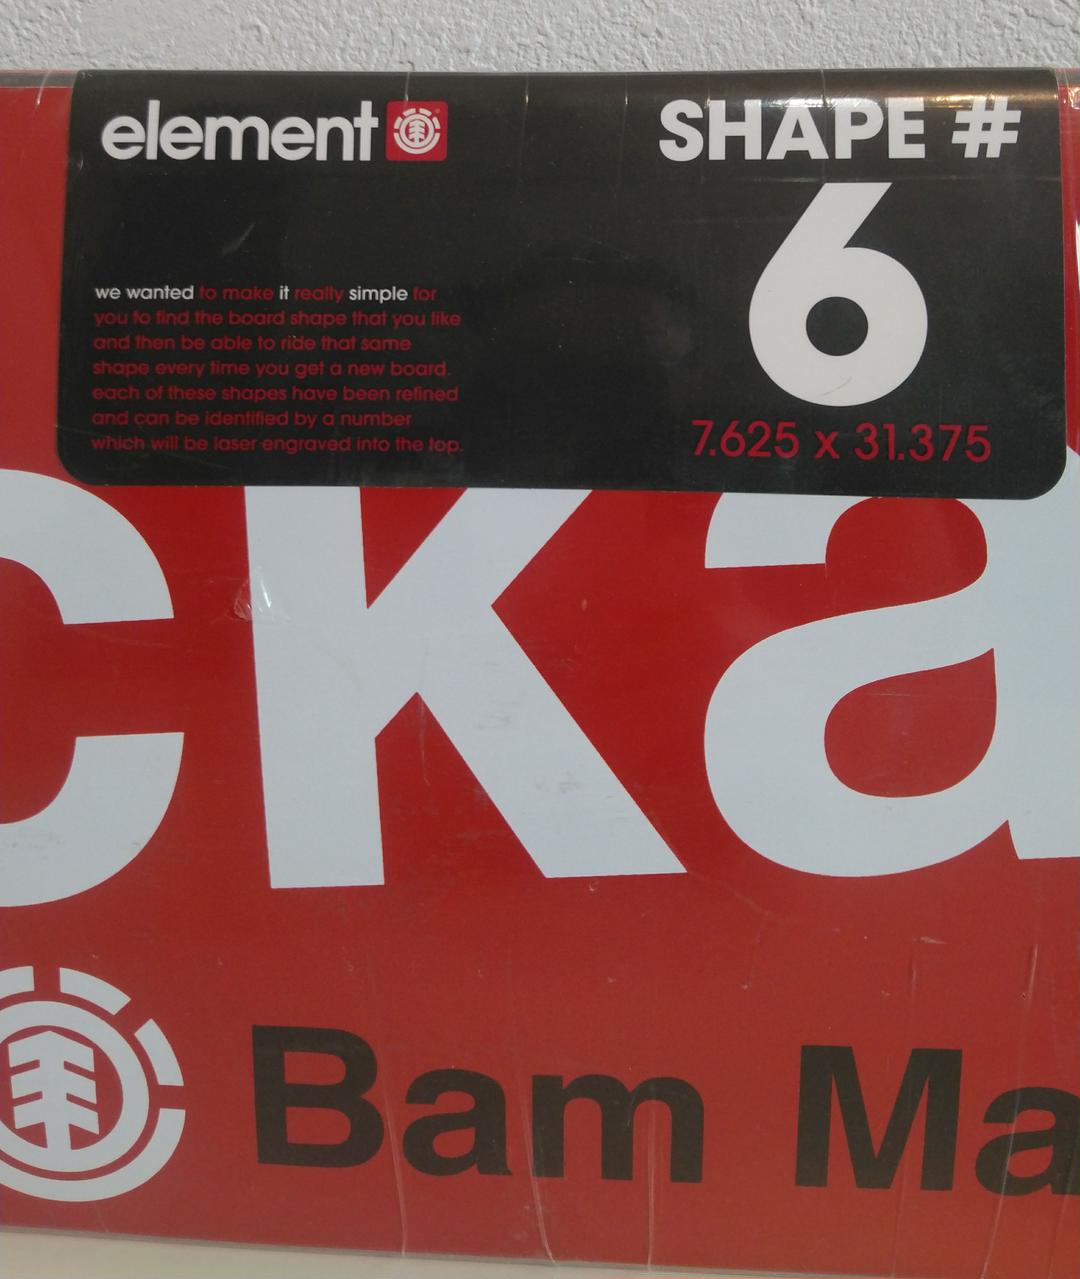 element
SHAPE #
6
7.625 x 31.375
we wanted to make it really simple for
you to find the board shape that you like
and then be able to ride that same
shape every time you get a new board.
each of these shapes have been refined
and can be identified by a number
which will be laser engraved into the top.
cka
Bam Ma